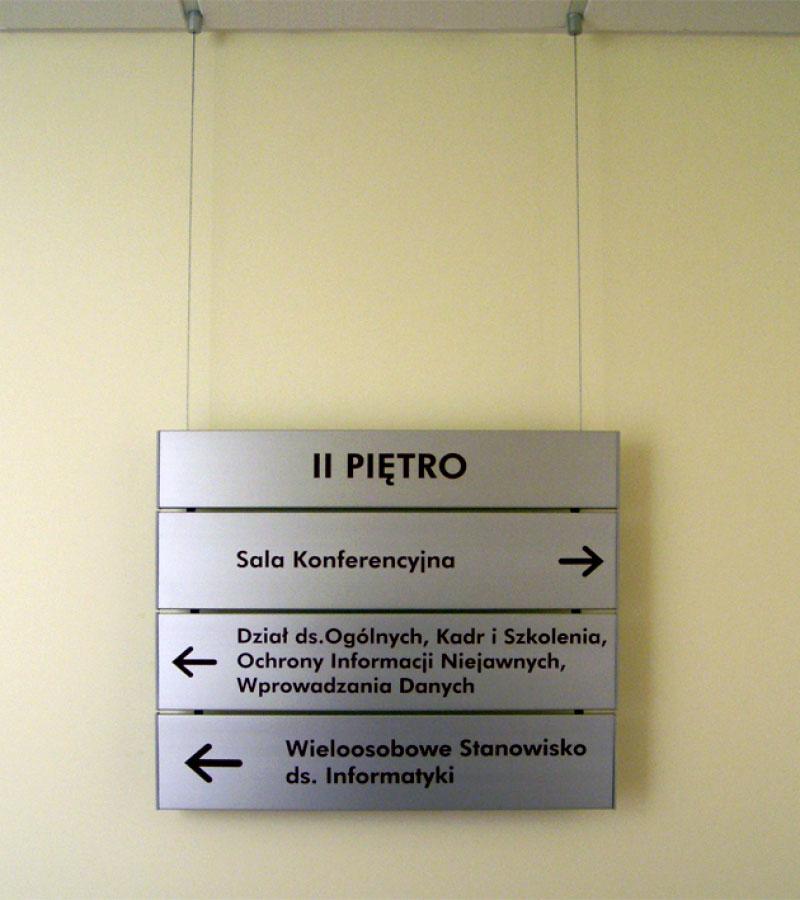 II PIĘTRO
Sala Konferencyjna
Dział ds.Ogólnych, Kadr i Szkolenia,
Ochrony Informacji Niejawnych,
Wprowadzania Danych
Wieloosobowe Stanowisko
ds. Informatyki